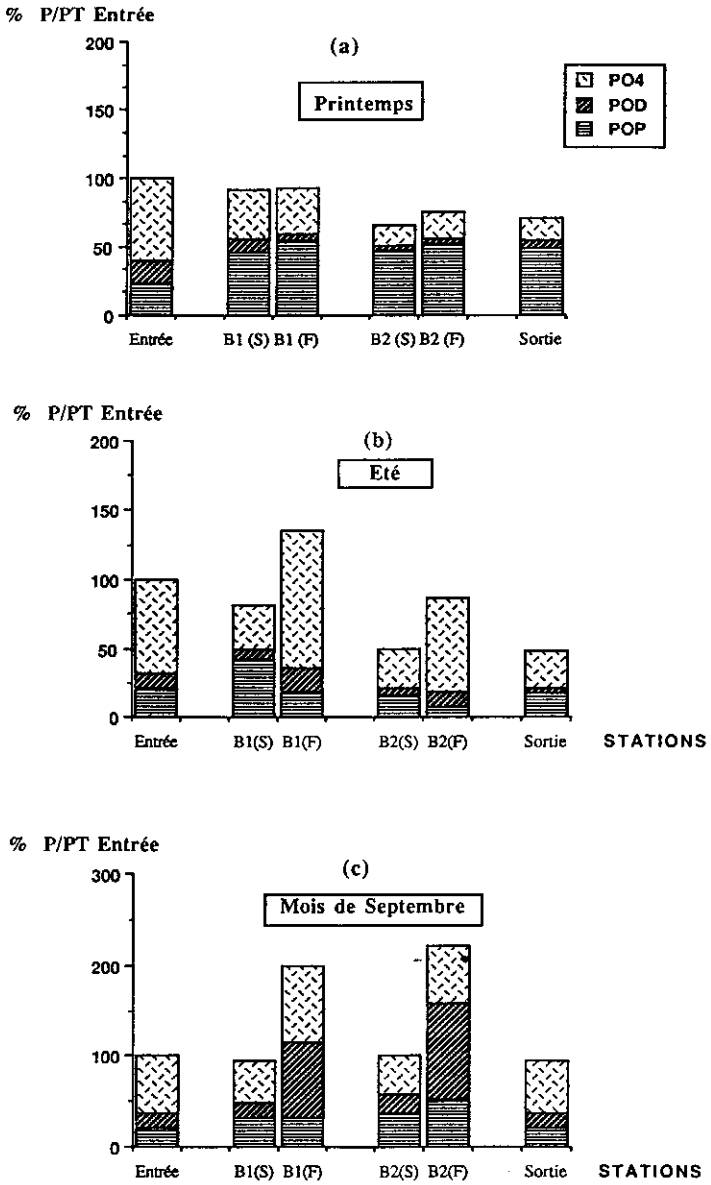 % P/PT Entrée
(a)
Printemps
PO4
POD
POP
200
150
100
50
0
Entrée B1 (S) B1 (F) B2 (S) B2 (F) Sortie
% P/PT Entrée
(b)
Eté
200
150
100
50
0
Entrée B1(S) B1(F) B2(S) B2(F) Sortie STATIONS
% P/PT Entrée
(c)
Mois de Septembre
300
200
100
0
Entrée B1(S) B1(F) B2(S) B2(F) Sortie STATIONS